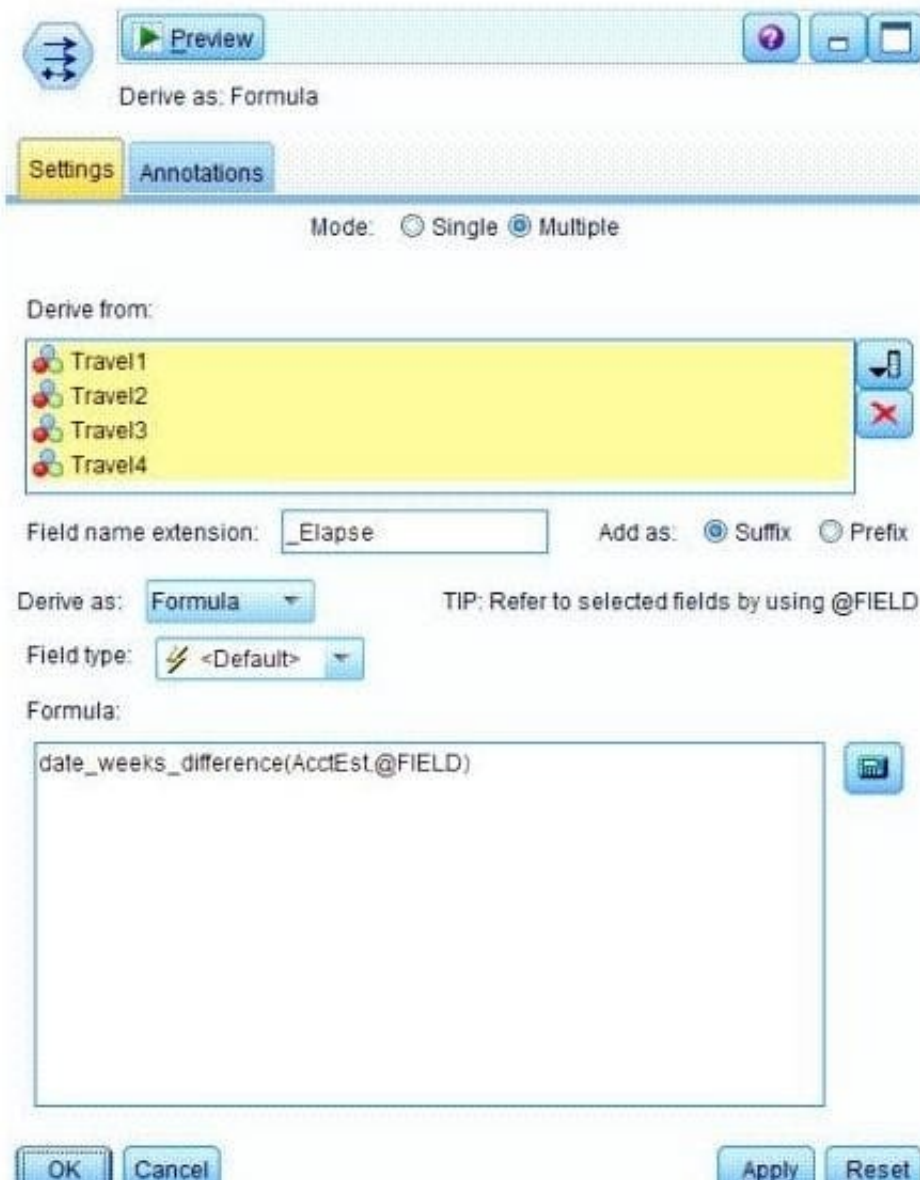 Preview
Derive as: Formula
Settings Annotations
Mode: Single Multiple
Derive from:
Travel1
Travel2
Travel3
Travel4
Field name extension: _Elapse Add as: Suffix Prefix
Derive as: Formula TIP: Refer to selected fields by using @FIELD
Field type: <Default>
Formula:
date_weeks_difference(AcctEst,@FIELD)
OK Cancel Apply Reset